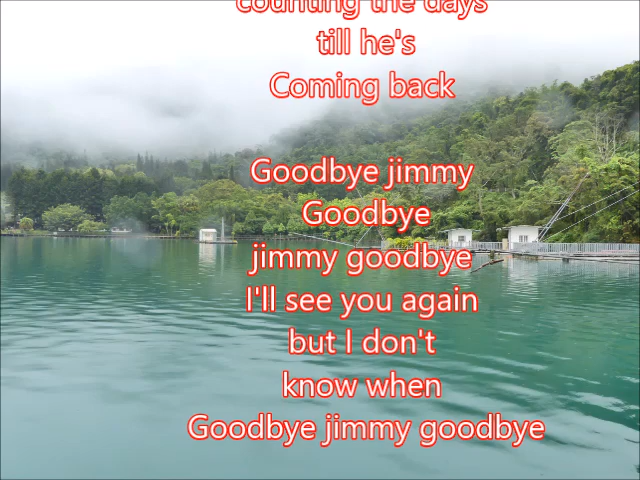 counting the days
till he's
Coming back
Goodbye jimmy
Goodbye
jimmy goodbye
I'll see you again
but I don't
know when
Goodbye jimmy goodbye